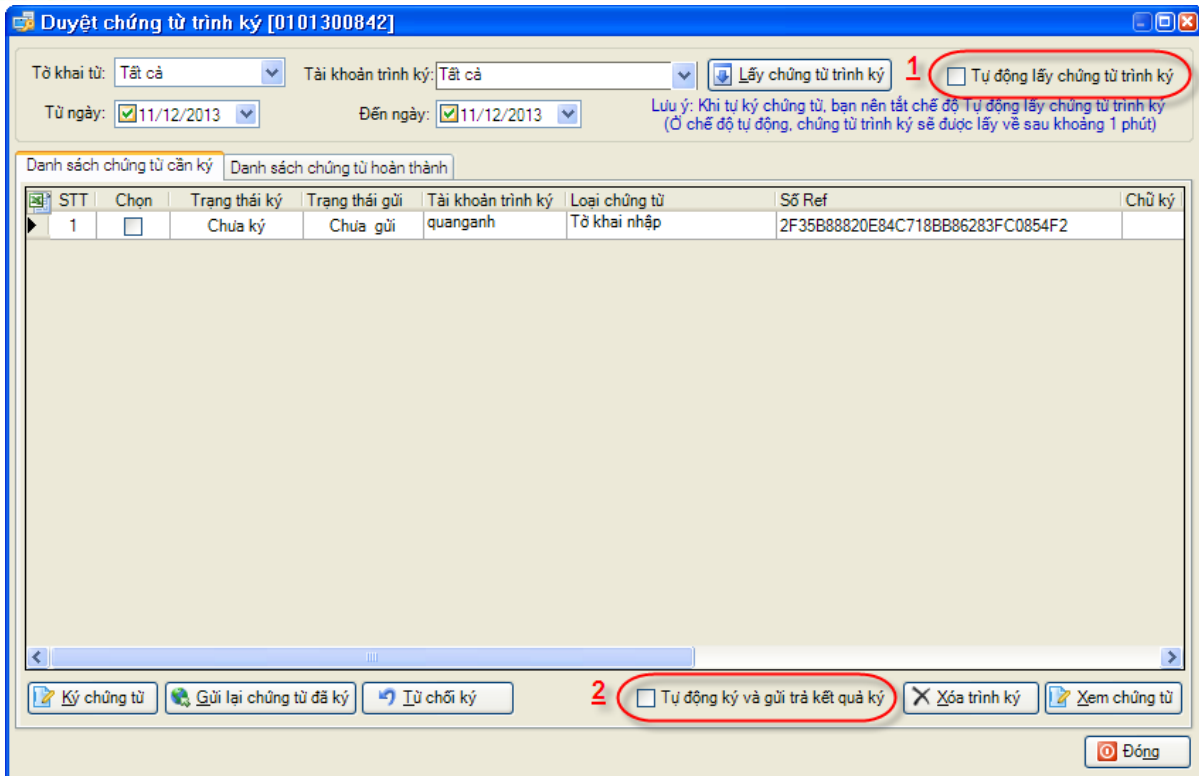 Duyệt chứng từ trình ký [0101300842]
Tờ khai từ: Tất cả Tài khoản trình ký: Tất cả Lấy chứng từ trình ký 1 Tự động lấy chứng từ trình ký
Từ ngày: 11/12/2013 Đến ngày: 11/12/2013 Lưu ý: Khi tự ký chứng từ, bạn nên tắt chế độ Tự động lấy chứng từ trình ký
(Ở chế độ tự động, chứng từ trình ký sẽ được lấy về sau khoảng 1 phút)
Danh sách chứng từ cần ký Danh sách chứng từ hoàn thành
STT Chọn Trạng thái ký Trạng thái gửi Tài khoản trình ký Loại chứng từ Số Ref Chữ ký
1 Chưa ký Chưa gửi quanganh Tờ khai nhập 2F35B88820E84C718BB86283FC0854F2
Ký chứng từ Gửi lại chứng từ đã ký Từ chối ký 2 Tự động ký và gửi trả kết quả ký Xóa trình ký Xem chứng từ
Đóng